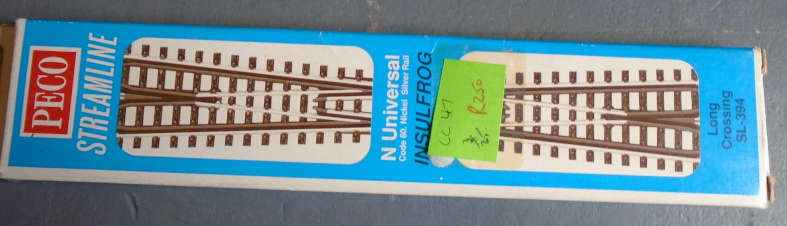 PECO
STREAMLINE
N Universal
Code 80, Nickel Silver Rail
INSULFROG
CC 47
R250
Long
Crossing
SL-394